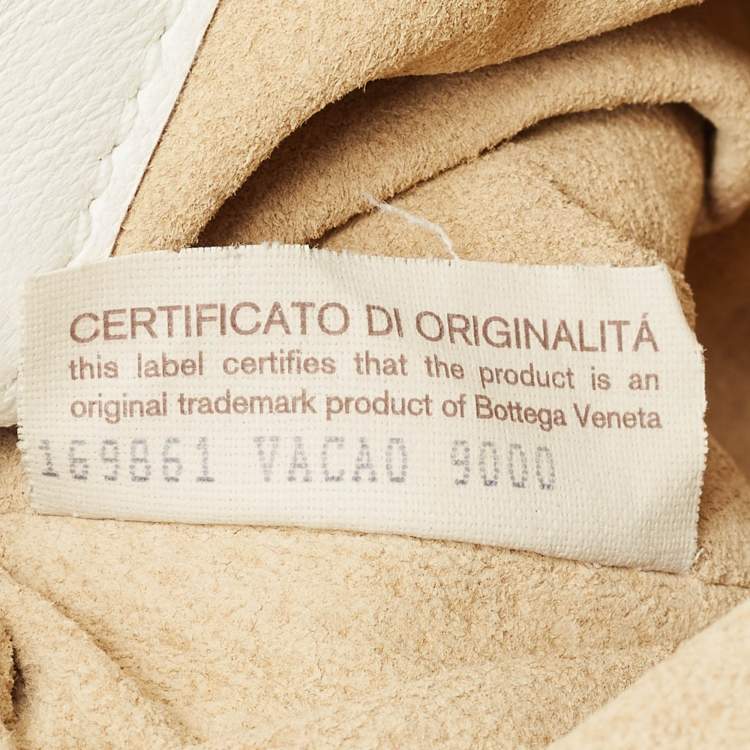 CERTIFICATO DI ORIGINALITÁ
this label certifies that the product is an
original trademark product of Bottega Veneta
169861 VACAO 9000